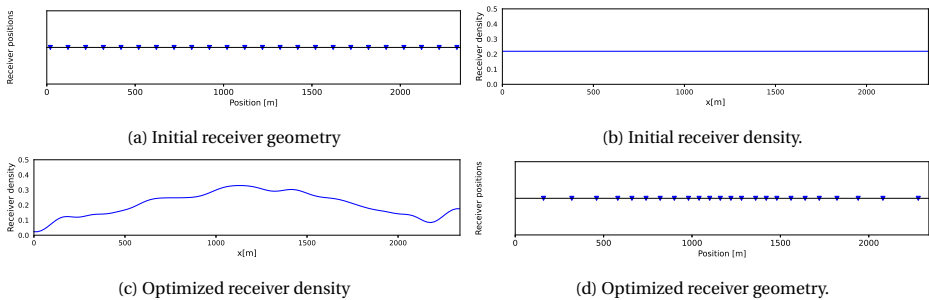 Receiver positions
0 500 1000 1500 2000
Position [m]
(a) Initial receiver geometry
Receiver density
0.5
0.4
0.3
0.2
0.1
0.0
0 500 1000 1500 2000
x[m]
(b) Initial receiver density.
Receiver density
0.5
0.4
0.3
0.2
0.1
0.0
0 500 1000 1500 2000
x[m]
(c) Optimized receiver density
Receiver positions
0 500 1000 1500 2000
Position [m]
(d) Optimized receiver geometry.